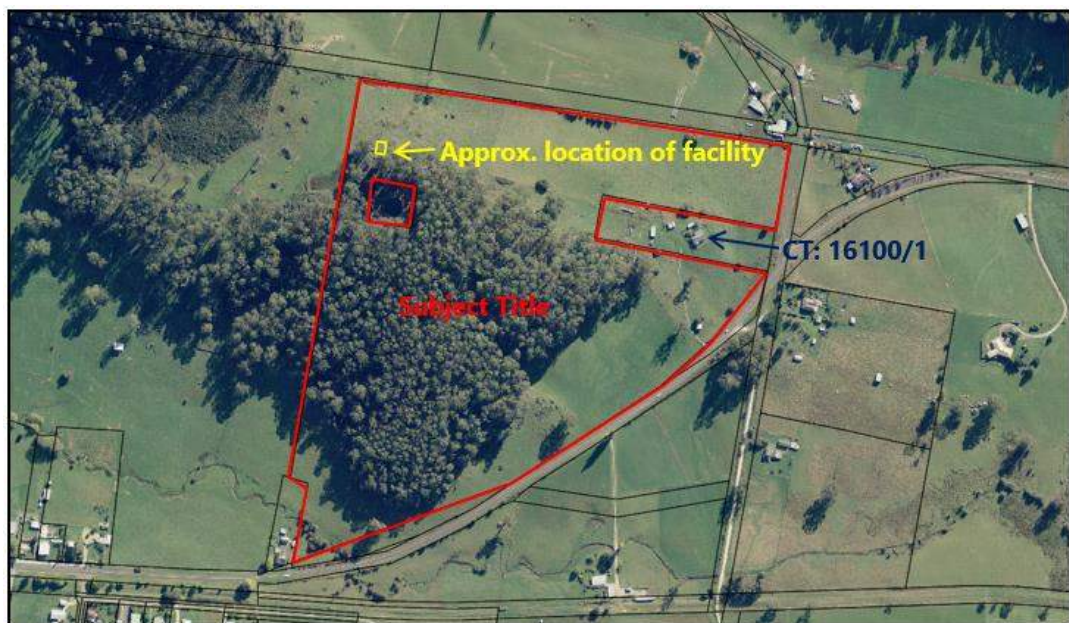 Approx. location of facility
CT: 16100/1
Subject Title